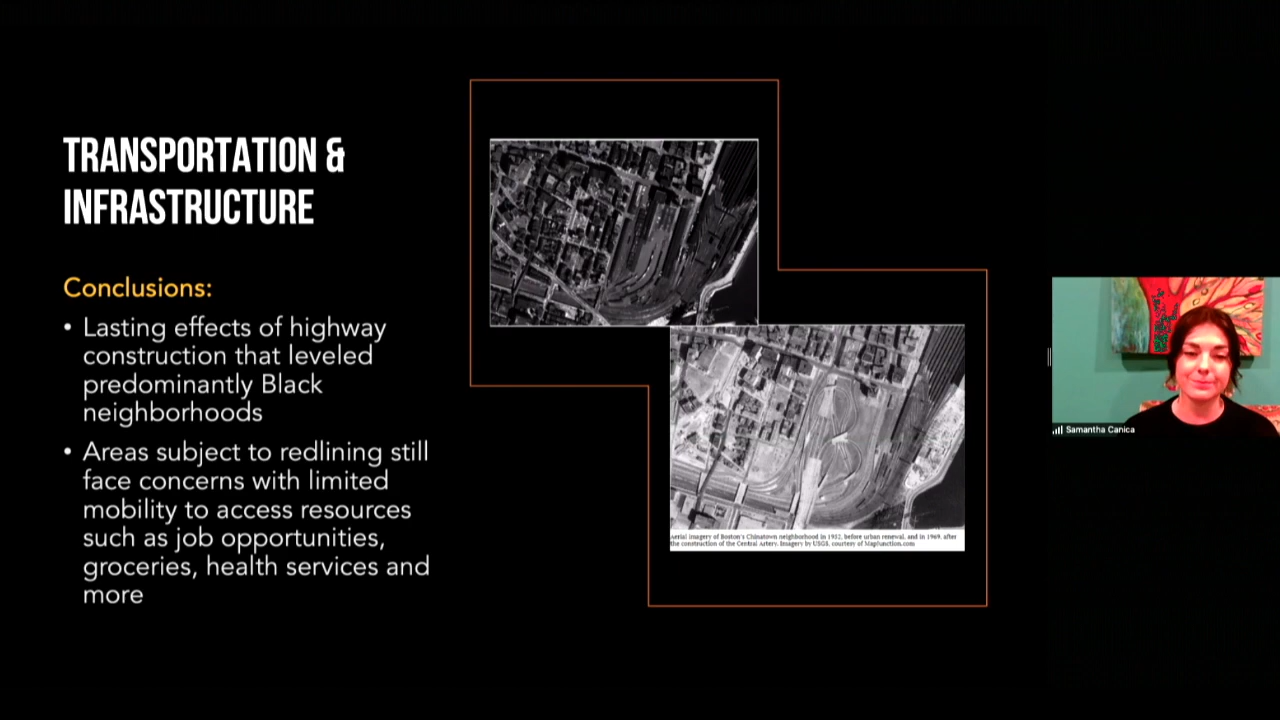 TRANSPORTATION &
INFRASTRUCTURE
Conclusions:
• Lasting effects of highway
construction that leveled
predominantly Black
neighborhoods
• Areas subject to redlining still
face concerns with limited
mobility to access resources
such as job opportunities,
groceries, health services and
more
Aerial imagery of Boston's Chinatown neighborhood in 1952, before urban renewal, and in 1969, after
the construction of the Central Artery. Imagery by USGS, courtesy of MapJunction.com
Samantha Canica